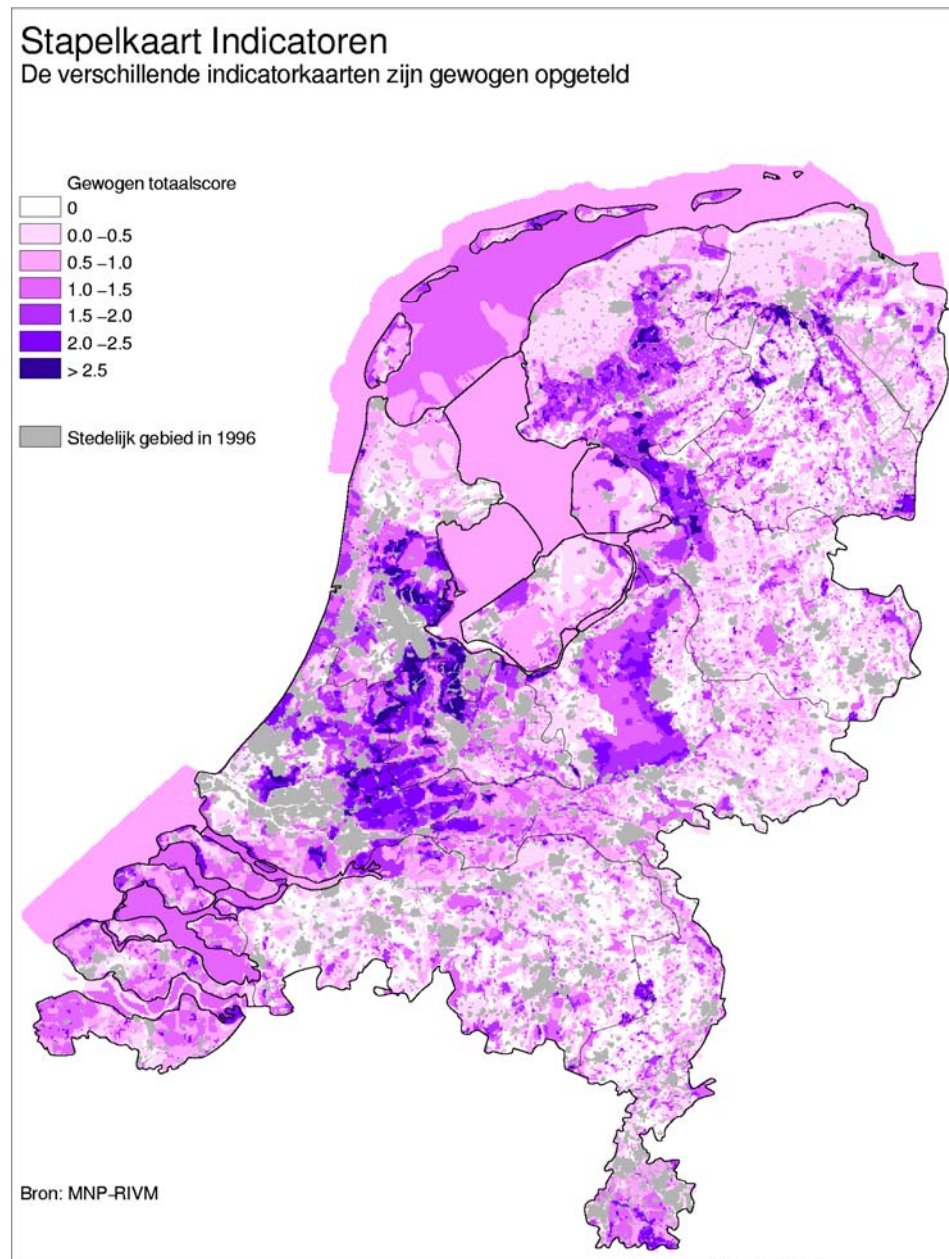 Stapelkaart Indicatoren
De verschillende indicatorkaarten zijn gewogen opgeteld
Gewogen totaalscore
0
0.0 –0.5
0.5 –1.0
1.0 –1.5
1.5 –2.0
2.0 –2.5
> 2.5
Stedelijk gebied in 1996
Bron: MNP–RIVM